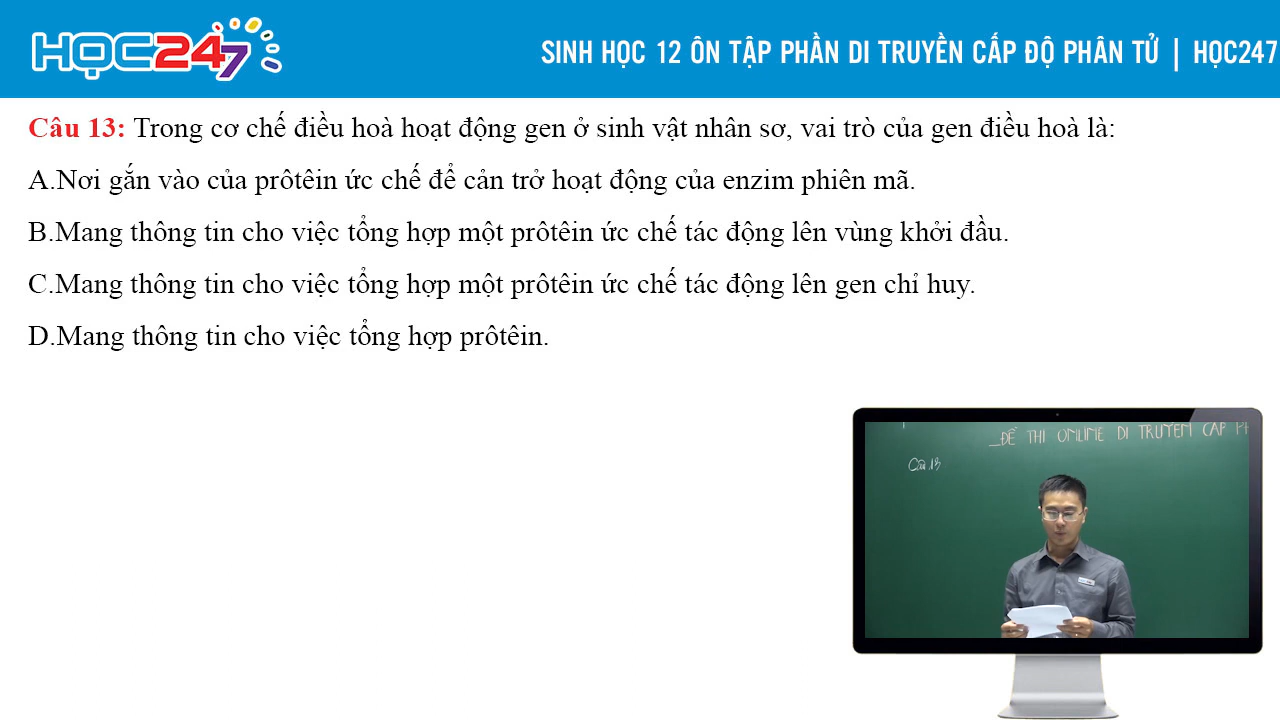 HỌC247
SINH HỌC 12 ÔN TẬP PHẦN DI TRUYỀN CẤP ĐỘ PHÂN TỬ | HỌC247
Câu 13: Trong cơ chế điều hoà hoạt động gen ở sinh vật nhân sơ, vai trò của gen điều hoà là:
A.Nơi gắn vào của prôtêin ức chế để cản trở hoạt động của enzim phiên mã.
B.Mang thông tin cho việc tổng hợp một prôtêin ức chế tác động lên vùng khởi đầu.
C.Mang thông tin cho việc tổng hợp một prôtêin ức chế tác động lên gen chỉ huy.
D.Mang thông tin cho việc tổng hợp prôtêin.
ĐỀ THI ONLINE DI TRUYỀN CẤP
Câu 13